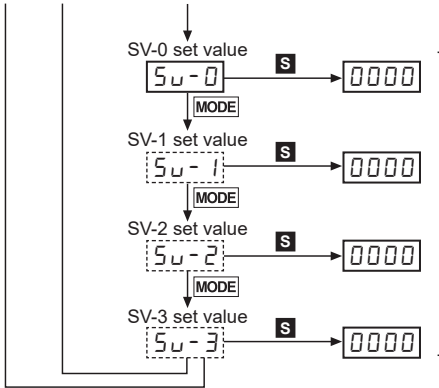 SV-0 set value
Su-0 S 0000
MODE
SV-1 set value
Su-1 S 0000
MODE
SV-2 set value
Su-2 S 0000
MODE
SV-3 set value
Su-3 S 0000